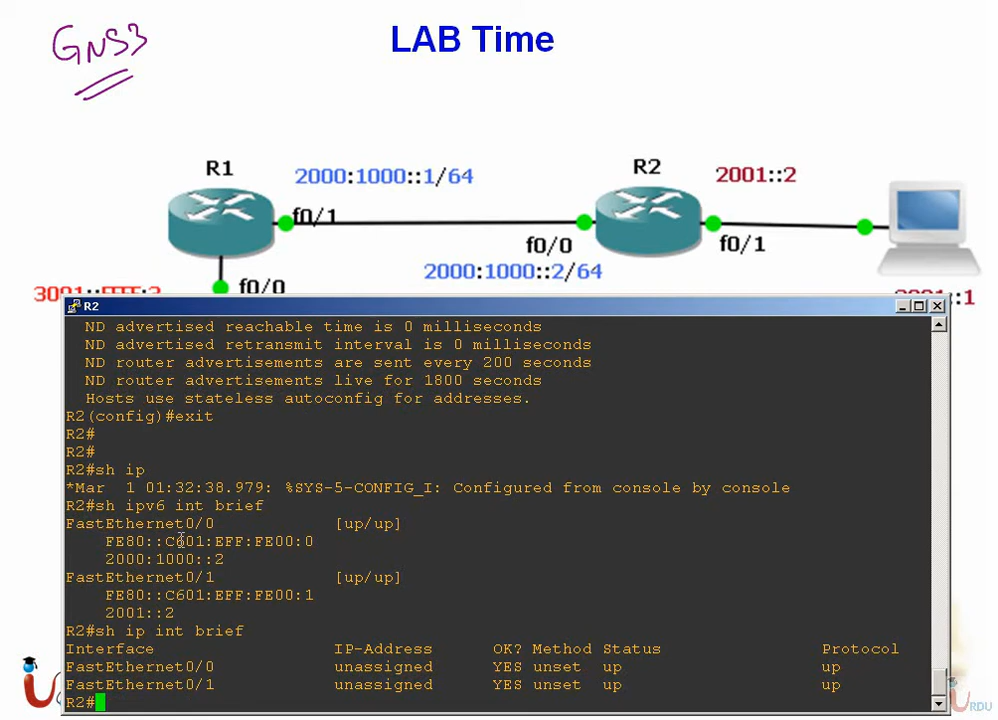 GNS3
LAB Time
R1
2000:1000::1/64
R2
2001::2
f0/1
f0/0
f0/1
2000:1000::2/64
f0/0
R2
ND advertised reachable time is 0 milliseconds
ND advertised retransmit interval is 0 milliseconds
ND router advertisements are sent every 200 seconds
ND router advertisements live for 1800 seconds
Hosts use stateless autoconfig for addresses.
R2(config)#exit
R2#
R2#
R2#sh ip
*Mar  1 01:32:38.979: %SYS-5-CONFIG_I: Configured from console by console
R2#sh ipv6 int brief
FastEthernet0/0 [up/up]
FE80::C601:EFF:FE00:0
2000:1000::2
FastEthernet0/1 [up/up]
FE80::C601:EFF:FE00:1
2001::2
R2#sh ip int brief
Interface IP-Address OK? Method Status Protocol
FastEthernet0/0 unassigned YES unset up up
FastEthernet0/1 unassigned YES unset up up
R2#
URDU